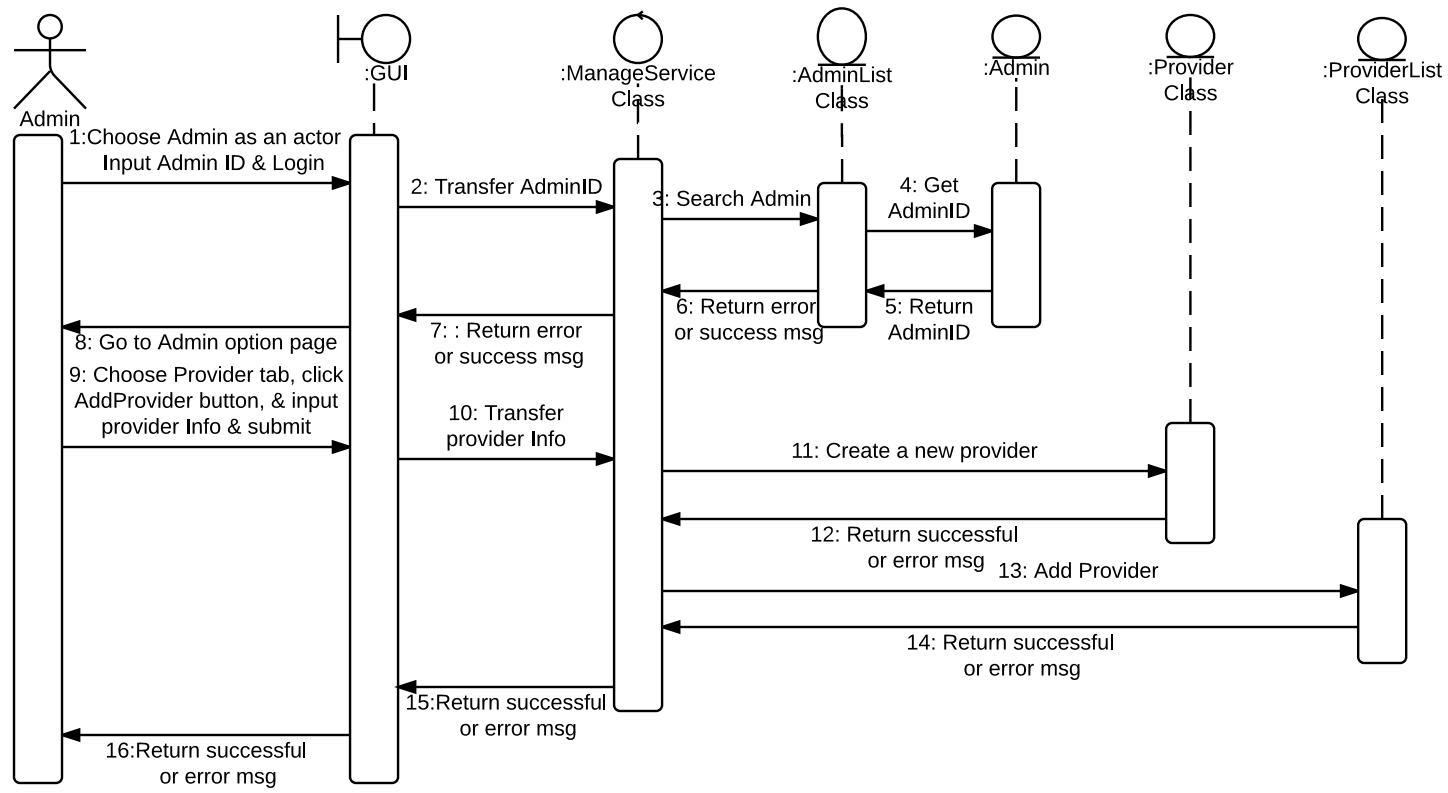 Admin
:GUI
:ManageService
Class
:AdminList
Class
:Admin
:Provider
Class
:ProviderList
Class
1:Choose Admin as an actor
Input Admin ID & Login
2: Transfer AdminID
3: Search Admin
4: Get
AdminID
5: Return
AdminID
6: Return error
or success msg
7: : Return error
or success msg
8: Go to Admin option page
9: Choose Provider tab, click
AddProvider button, & input
provider Info & submit
10: Transfer
provider Info
11: Create a new provider
12: Return successful
or error msg
13: Add Provider
14: Return successful
or error msg
15:Return successful
or error msg
16:Return successful
or error msg